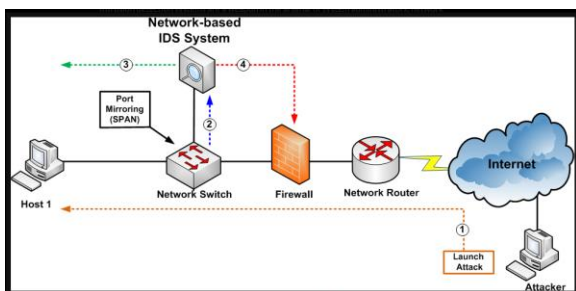 Network-based
IDS System
3
4
Port
Mirroring
(SPAN)
2
Internet
Host 1
Network Switch
Firewall
Network Router
1
Launch
Attack
Attacker